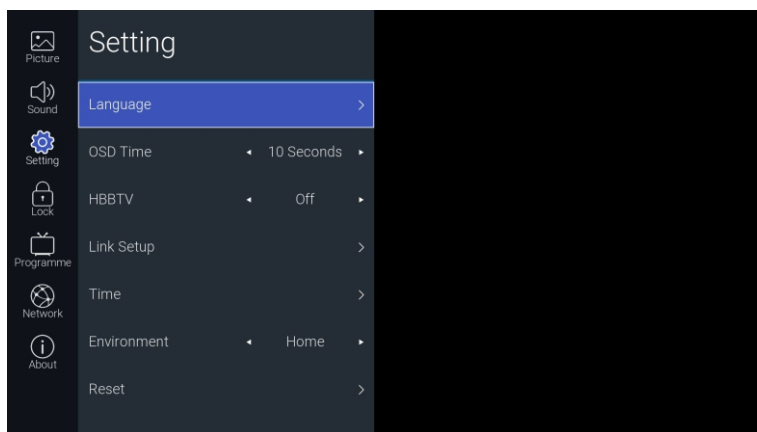 Picture
Sound
Setting
Lock
Programme
Network
About
Setting
Language
OSD Time 10 Seconds
HBBTV Off
Link Setup
Time
Environment Home
Reset